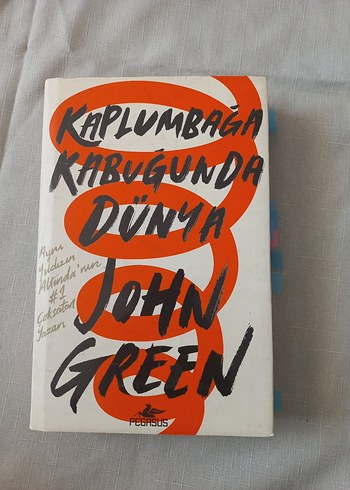 KAPLUMBAĞA
KABUĞUNDA
DÜNYA
Aynı
Yıldızın
Altında'nın
#1
Çoksatan
Yazarı
JOHN
GREEN
PEGASUS